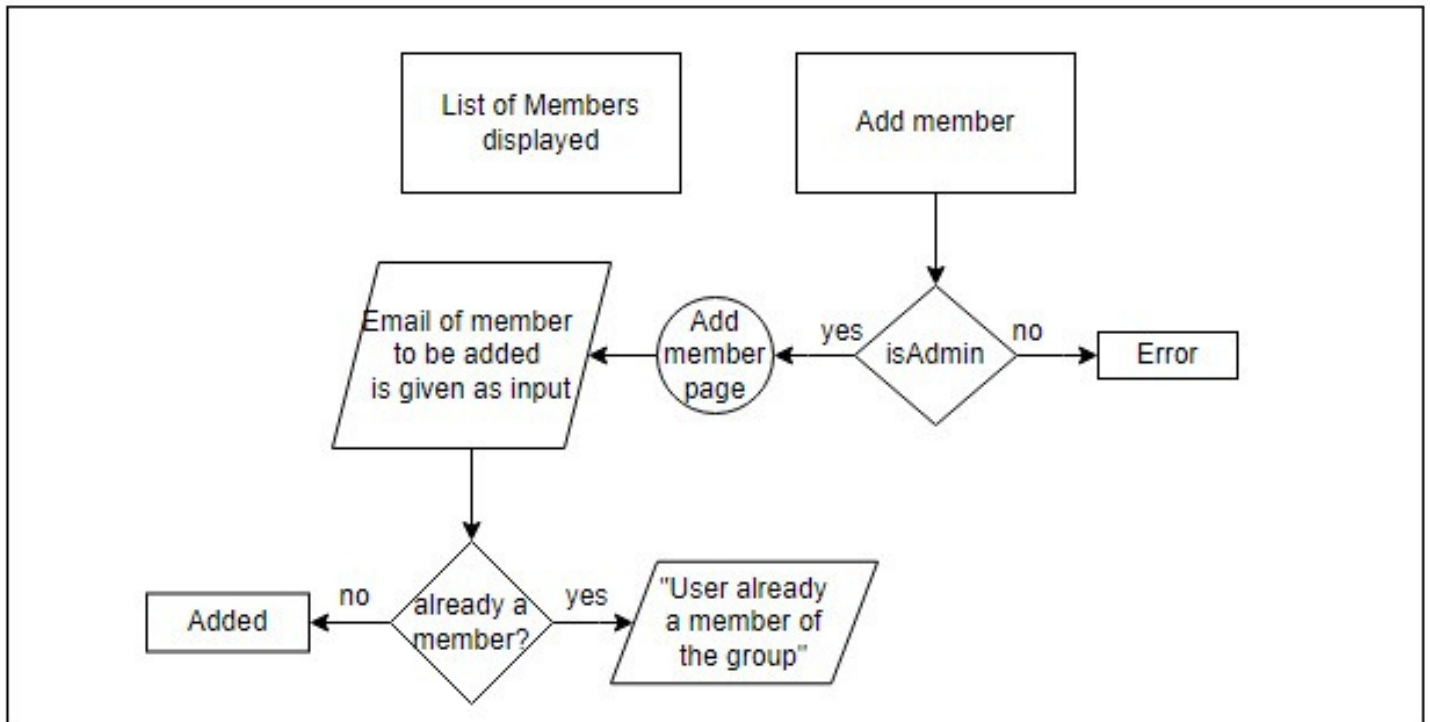 List of Members
displayed
Add member
Email of member
to be added
is given as input
Add
member
page
yes
isAdmin
no
Error
Added
no
already a
member?
yes
"User already
a member of
the group"